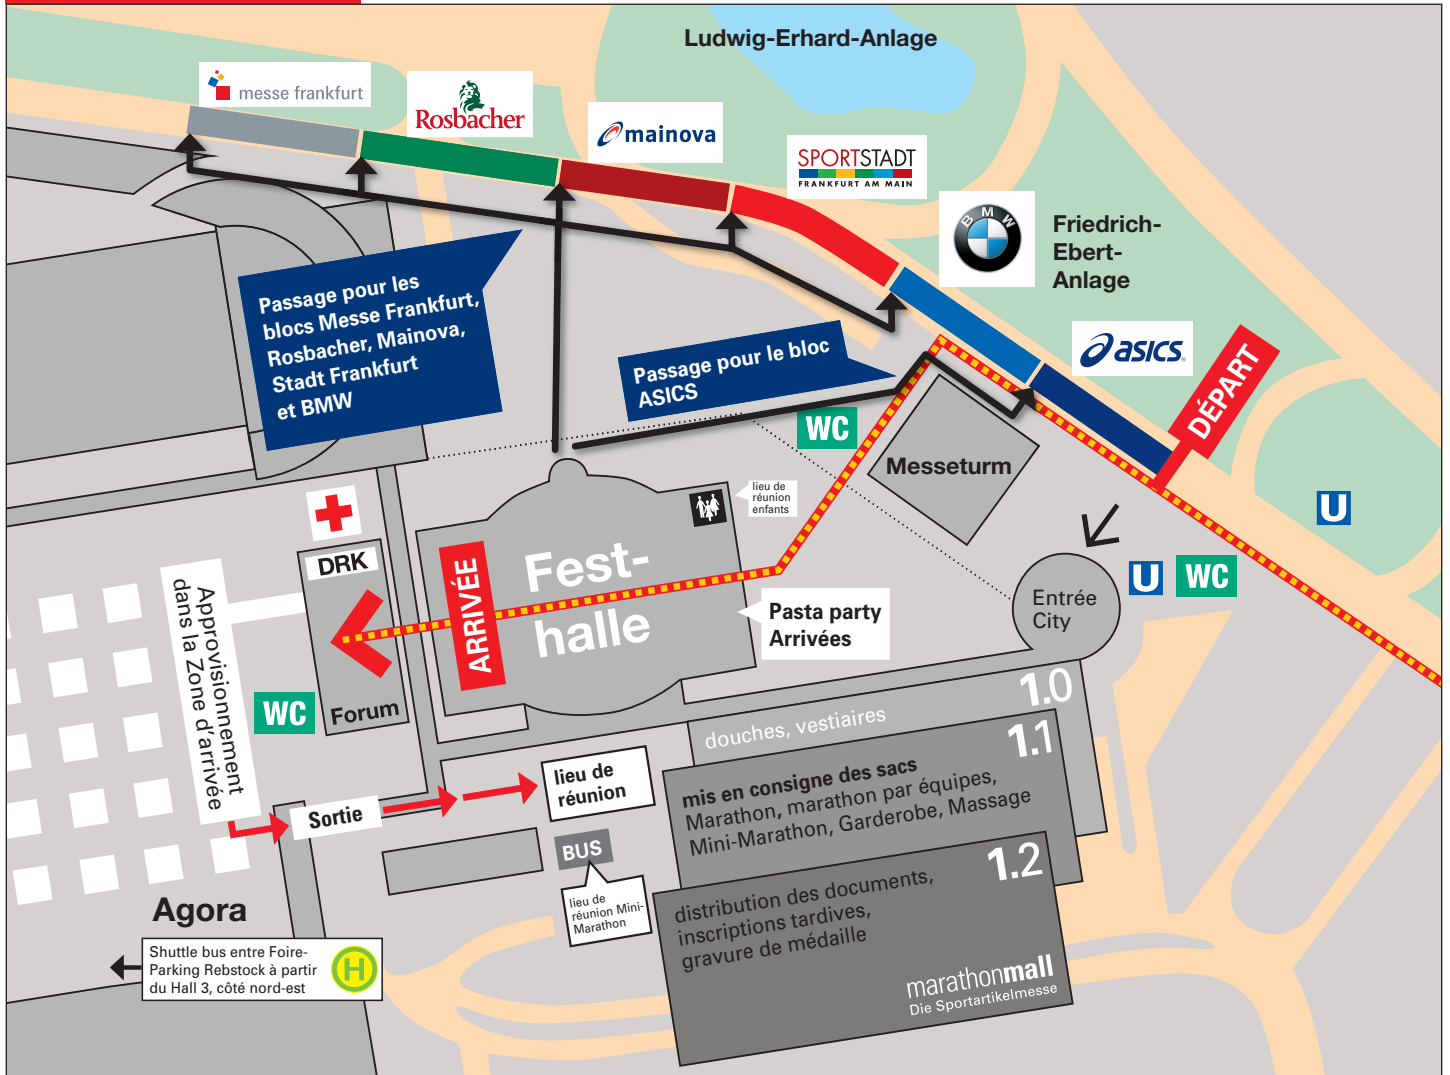 Ludwig-Erhard-Anlage
messe frankfurt
Rosbacher
mainova
SPORTSTADT
FRANKFURT AM MAIN
BMW
Friedrich-
Ebert-
Anlage
asics
DÉPART
Passage pour les
blocs Messe Frankfurt,
Rosbacher, Mainova,
Stadt Frankfurt
et BMW
Passage pour le bloc
ASICS
WC
Messeturm
lieu de
réunion
enfants
U
U
WC
Entrée
City
DRK
Forum
WC
ARRIVÉE
Fest-
halle
Pasta party
Arrivées
Approvisionnement
dans la Zone d'arrivée
Sortie
lieu de
réunion
BUS
lieu de
réunion Mini-
Marathon
1.0
douches, vestiaires
1.1
mis en consigne des sacs
Marathon, marathon par équipes,
Mini-Marathon, Garderobe, Massage
1.2
distribution des documents,
inscriptions tardives,
gravure de médaille
marathonmall
Die Sportartikelmesse
Agora
Shuttle bus entre Foire-
Parking Rebstock à partir
du Hall 3, côté nord-est
H